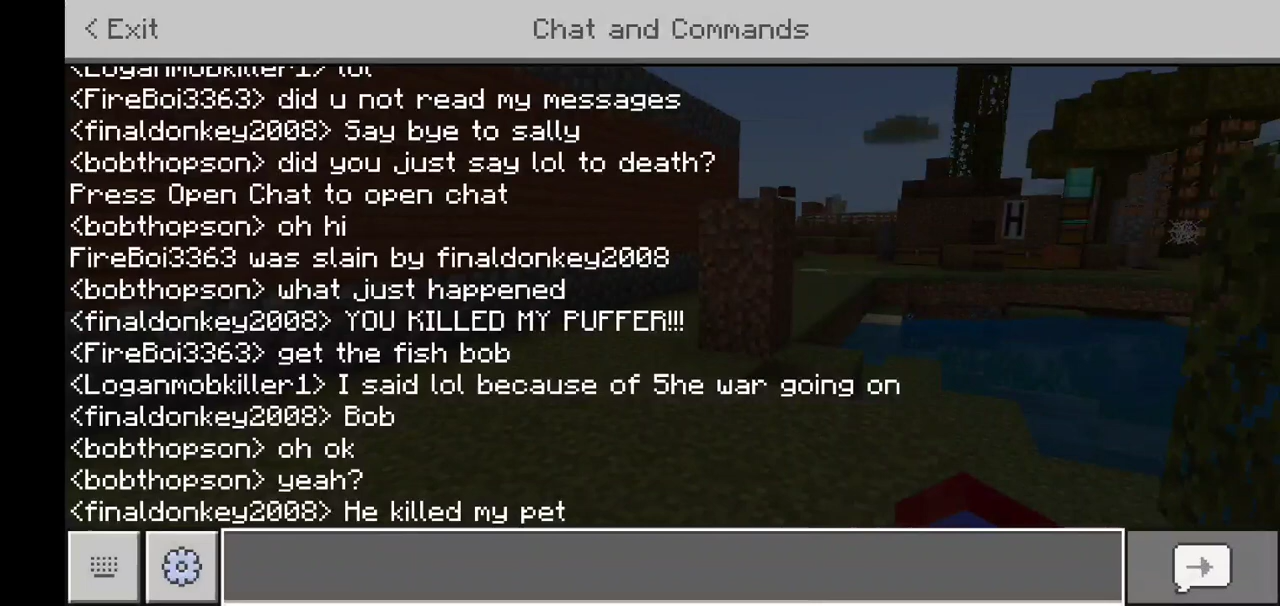 < Exit
Chat and Commands
<Loganmobkiller1> lol
<FireBoi3363> did u not read my messages
<finaldonkey2008> Say bye to sally
<bobthopson> did you just say lol to death?
Press Open Chat to open chat
<bobthopson> oh hi
FireBoi3363 was slain by finaldonkey2008
<bobthopson> what just happened
<finaldonkey2008> YOU KILLED MY PUFFER!!!
<FireBoi3363> get the fish bob
<Loganmobkiller1> I said lol because of 5he war going on
<finaldonkey2008> Bob
<bobthopson> oh ok
<bobthopson> yeah?
<finaldonkey2008> He killed my pet
H